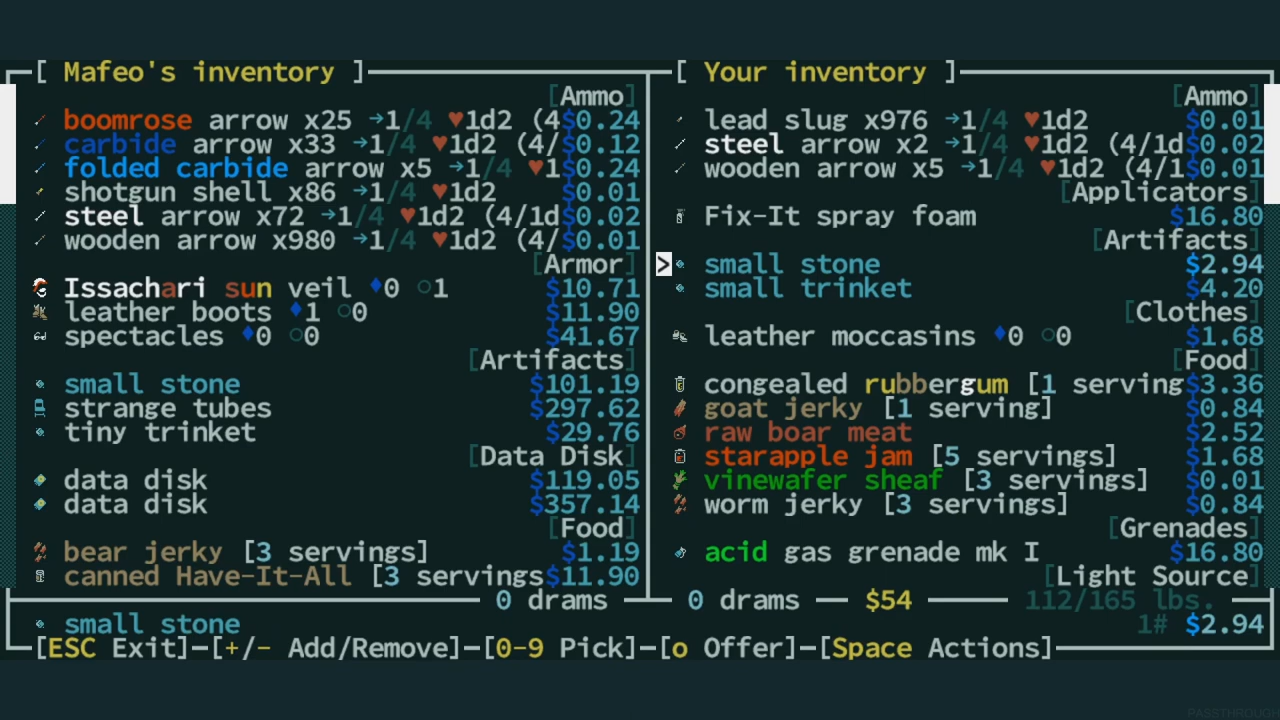 [ Mafeo's inventory ]
[Ammo]
boomrose arrow x25 →1/4 ♥1d2 (4 $0.24
carbide arrow x33 →1/4 ♥1d2 (4/ $0.12
folded carbide arrow x5 →1/4 ♥1 $0.24
shotgun shell x86 →1/4 ♥1d2 $0.01
steel arrow x72 →1/4 ♥1d2 (4/1d $0.02
wooden arrow x980 →1/4 ♥1d2 (4/ $0.01
[Armor]
Issachari sun veil ♦0 ○1 $10.71
leather boots ♦1 ○0 $11.90
spectacles ♦0 ○0 $41.67
[Artifacts]
small stone $101.19
strange tubes $297.62
tiny trinket $29.76
[Data Disk]
data disk $119.05
data disk $357.14
[Food]
bear jerky [3 servings] $1.19
canned Have-It-All [3 servings $11.90
0 drams
[ Your inventory ]
[Ammo]
lead slug x976 →1/4 ♥1d2 $0.01
steel arrow x2 →1/4 ♥1d2 (4/1d $0.02
wooden arrow x5 →1/4 ♥1d2 (4/1 $0.01
[Applicators]
Fix-It spray foam $16.80
[Artifacts]
> small stone $2.94
small trinket $4.20
[Clothes]
leather moccasins ♦0 ○0 $1.68
[Food]
congealed rubbergum [1 serving $3.36
goat jerky [1 serving] $0.84
raw boar meat $2.52
starapple jam [5 servings] $1.68
vinewafer sheaf [3 servings] $0.01
worm jerky [3 servings] $0.84
[Grenades]
acid gas grenade mk I $16.80
[Light Source]
0 drams $54 112/165 lbs.
small stone 1# $2.94
[ESC Exit] [+/- Add/Remove] [0-9 Pick] [o Offer] [Space Actions]